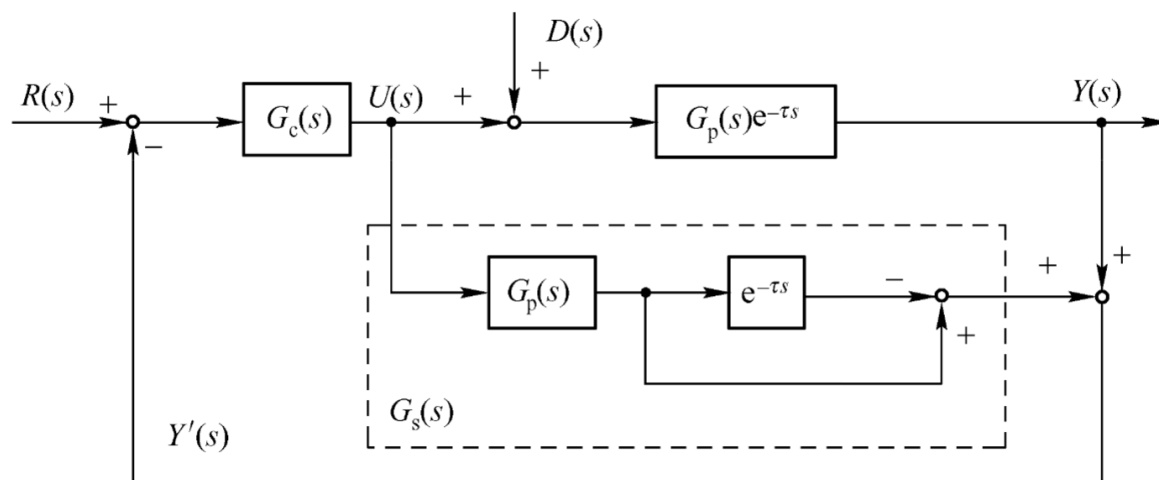 D(s)
R(s) + G_c(s) U(s) + + G_p(s)e^{-τs} Y(s)
−
G_p(s) e^{-τs} − + +
+
G_s(s)
Y′(s)